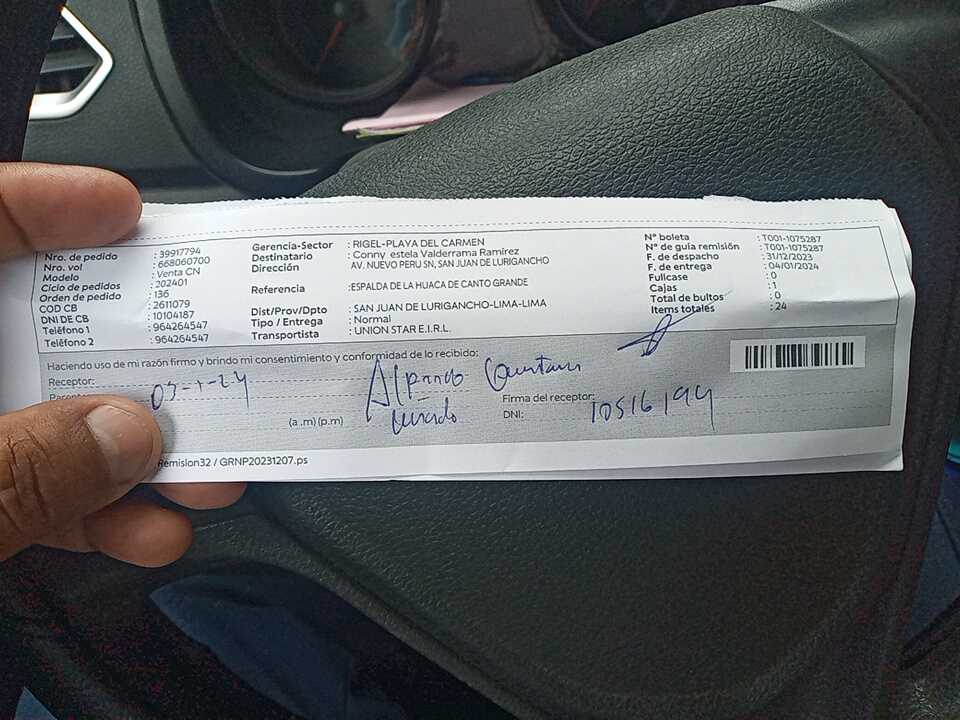 Nro. de pedido : 39917794
Nro. vol : 668060700
Modelo : Venta CN
Ciclo de pedidos : 202401
Orden de pedido : 136
COD CB : 2611079
DNI DE CB : 10104187
Teléfono 1 : 964264547
Teléfono 2 : 964264547
Gerencia-Sector : RIGEL-PLAYA DEL CARMEN
Destinatario : Conny estela Valderrama Ramírez
Dirección AV. NUEVO PERU SN, SAN JUAN DE LURIGANCHO
Referencia :ESPALDA DE LA HUACA DE CANTO GRANDE
Dist/Prov/Dpto : SAN JUAN DE LURIGANCHO-LIMA-LIMA
Tipo / Entrega : Normal
Transportista : UNION STAR E.I.R.L.
N° boleta : T001-1075287
N° de guía remisión : T001-1075287
F. de despacho : 31/12/2023
F. de entrega : 04/01/2024
Fullcase : 0
Cajas : 1
Total de bultos : 0
Items totales : 24
Haciendo uso de mi razón firmo y brindo mi consentimiento y conformidad de lo recibido:
Receptor:
03-1-24
(a .m) (p.m)
Firma del receptor:
DNI: 10516194
Remision32 / GRNP20231207.ps